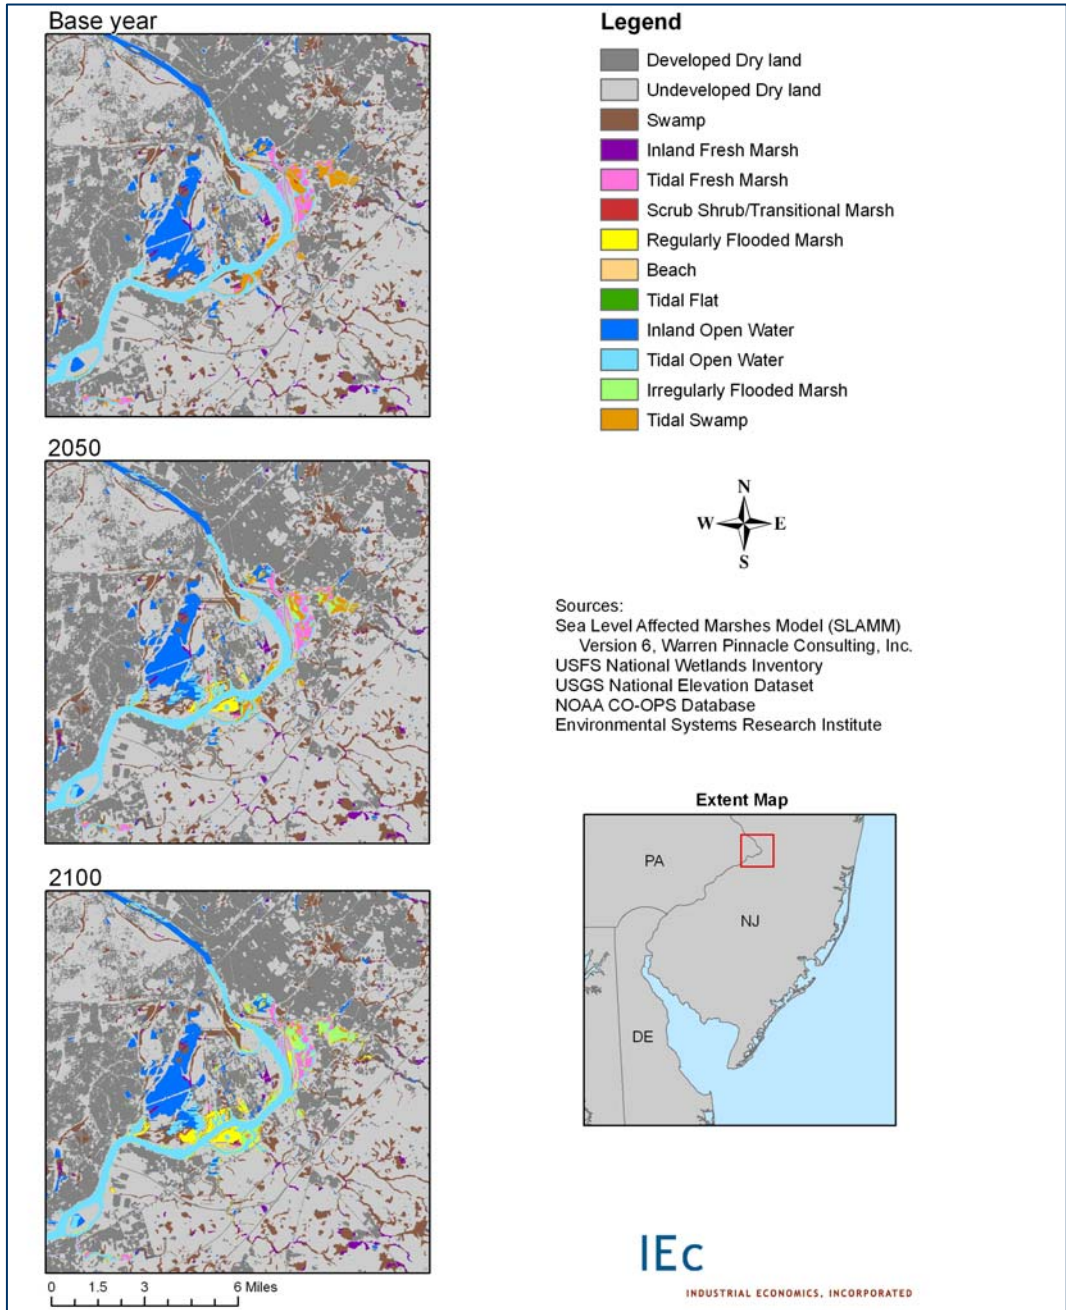 Base year
2050
2100
0 1.5 3 6 Miles
Legend
Developed Dry land
Undeveloped Dry land
Swamp
Inland Fresh Marsh
Tidal Fresh Marsh
Scrub Shrub/Transitional Marsh
Regularly Flooded Marsh
Beach
Tidal Flat
Inland Open Water
Tidal Open Water
Irregularly Flooded Marsh
Tidal Swamp
N
W E
S
Sources:
Sea Level Affected Marshes Model (SLAMM)
Version 6, Warren Pinnacle Consulting, Inc.
USFS National Wetlands Inventory
USGS National Elevation Dataset
NOAA CO-OPS Database
Environmental Systems Research Institute
Extent Map
PA
NJ
DE
IEc
INDUSTRIAL ECONOMICS, INCORPORATED